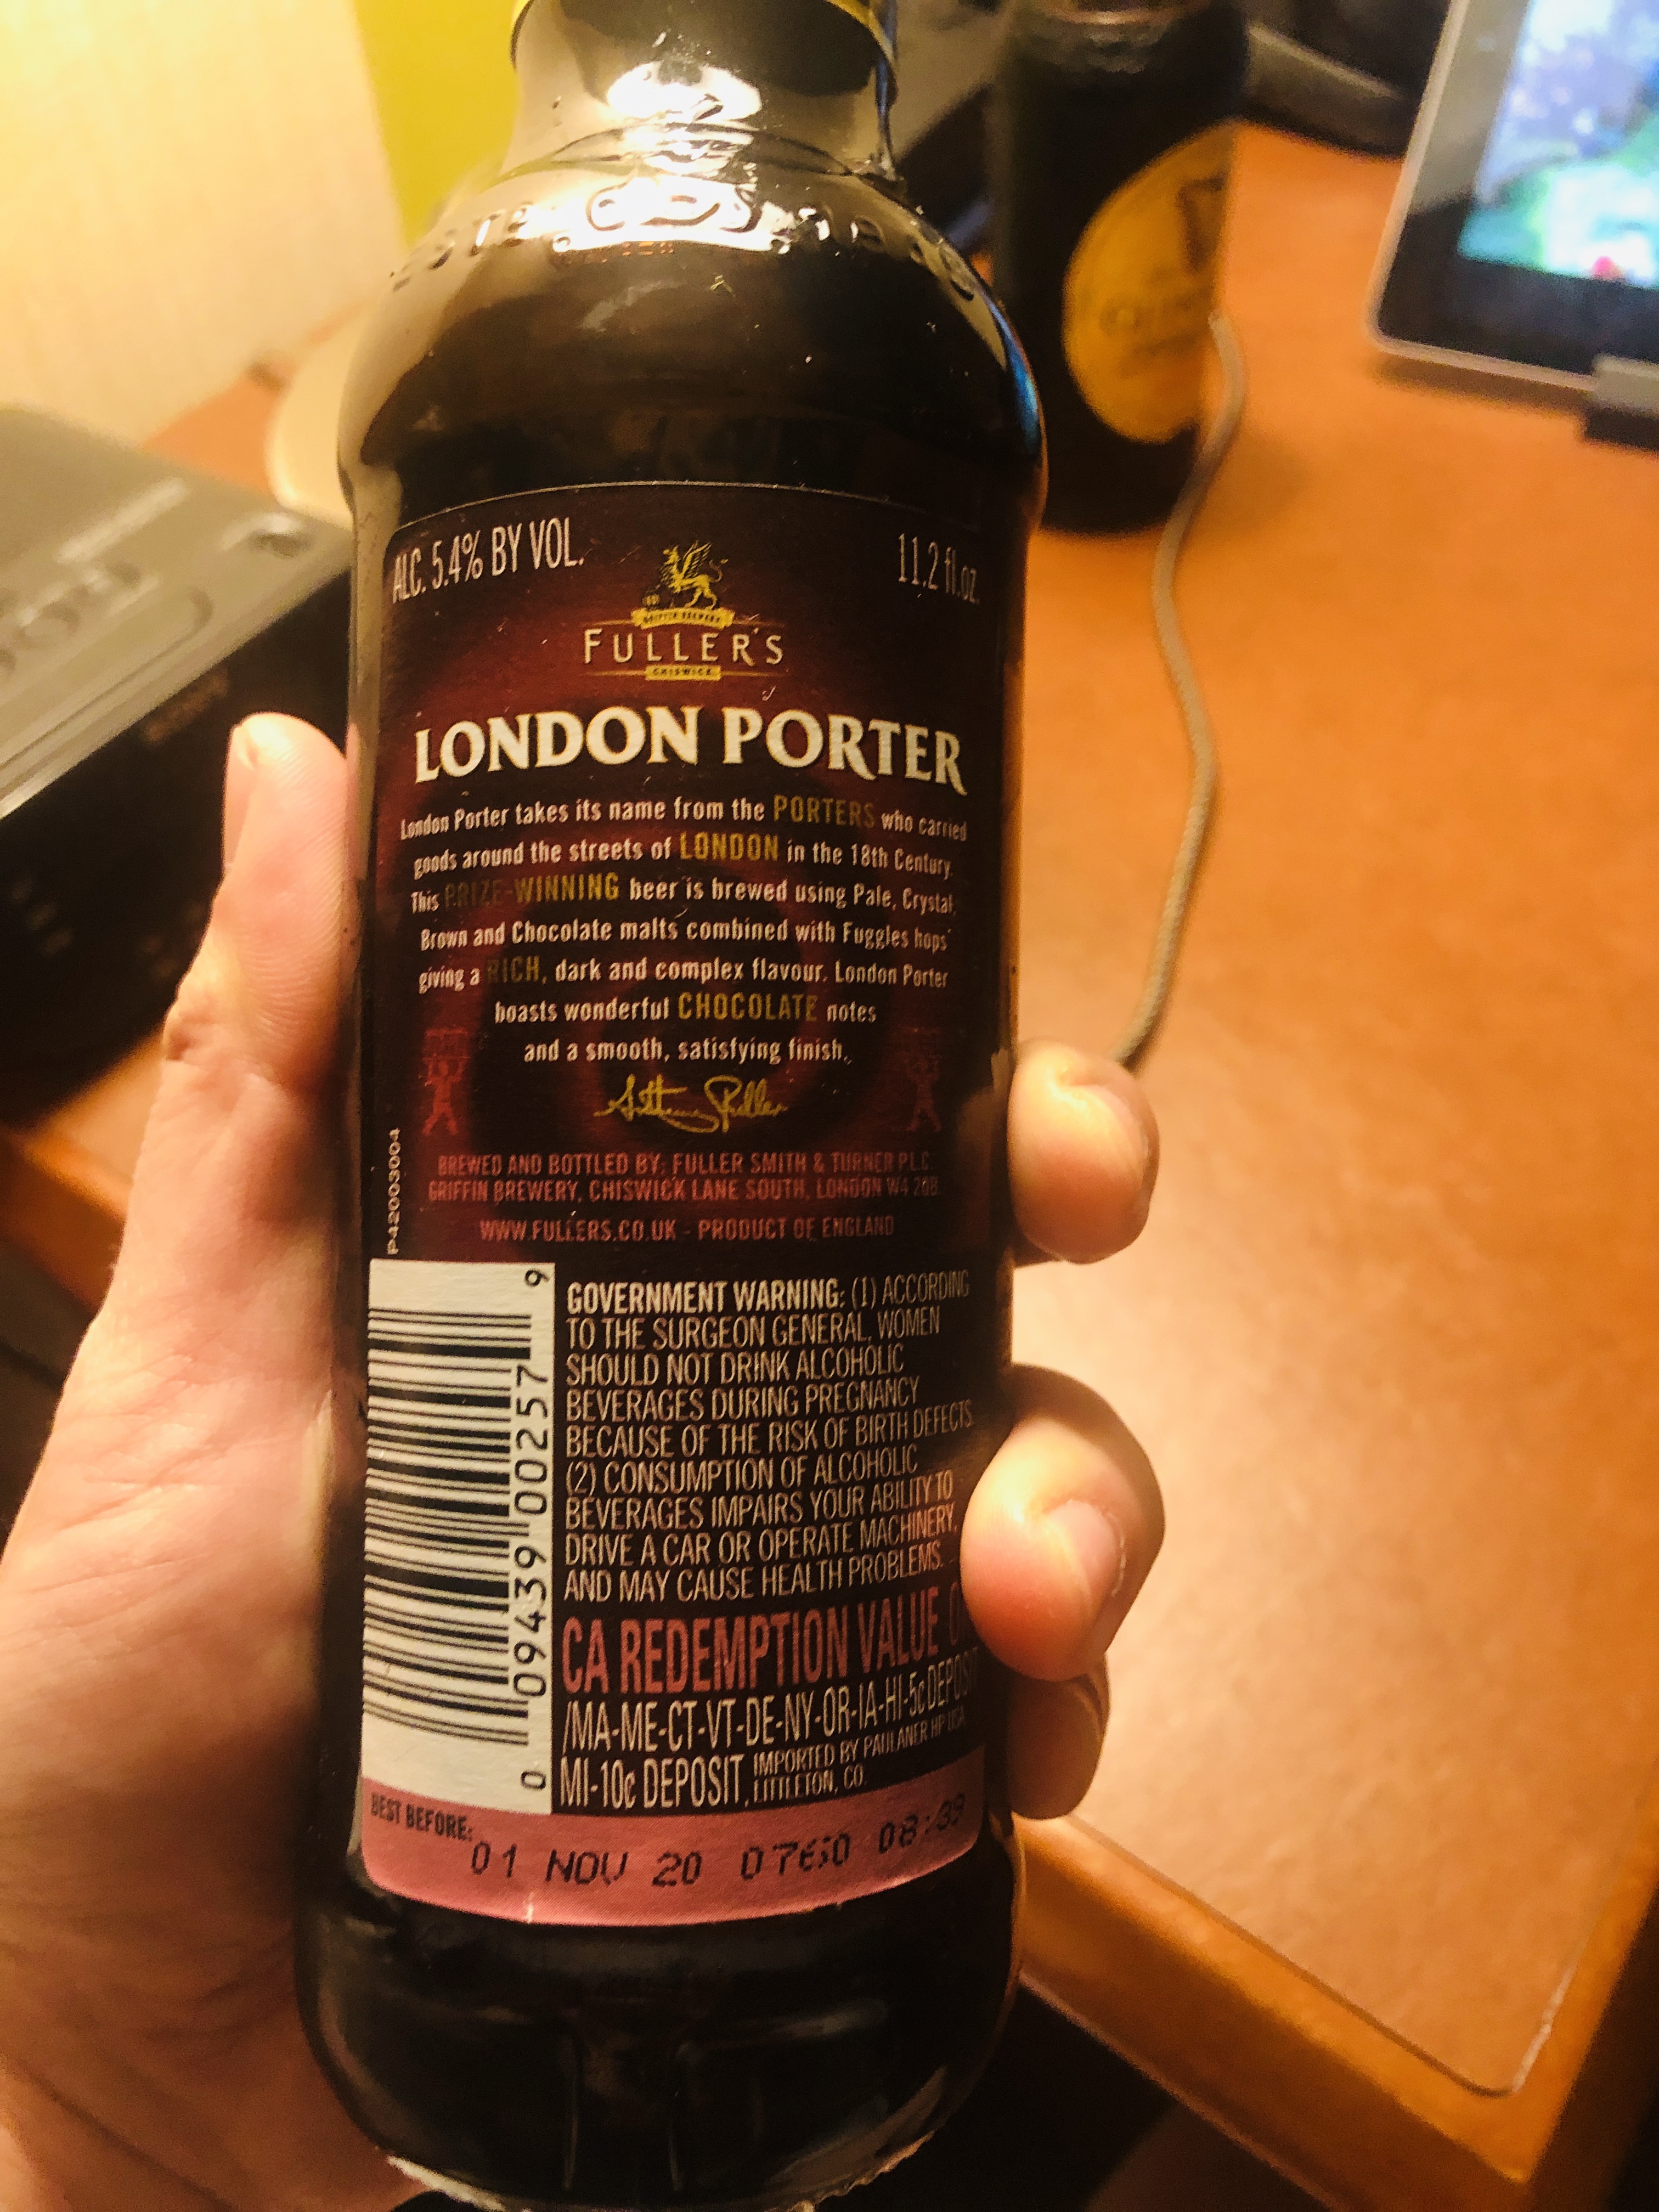 ALC. 5.4% BY VOL.
11.2 fl.oz.
GRIFFIN BREWERY
FULLER'S
CHISWICK
LONDON PORTER
London Porter takes its name from the PORTERS who carried
goods around the streets of LONDON in the 18th Century.
This PRIZE-WINNING beer is brewed using Pale, Crystal,
Brown and Chocolate malts combined with Fuggles hops
giving a RICH, dark and complex flavour. London Porter
boasts wonderful CHOCOLATE notes
and a smooth, satisfying finish.
BREWED AND BOTTLED BY: FULLER SMITH & TURNER P.L.C.
GRIFFIN BREWERY, CHISWICK LANE SOUTH, LONDON W4 2QB.
WWW.FULLERS.CO.UK - PRODUCT OF ENGLAND
P42003004
0 09439 00257 9
GOVERNMENT WARNING: (1) ACCORDING
TO THE SURGEON GENERAL, WOMEN
SHOULD NOT DRINK ALCOHOLIC
BEVERAGES DURING PREGNANCY
BECAUSE OF THE RISK OF BIRTH DEFECTS.
(2) CONSUMPTION OF ALCOHOLIC
BEVERAGES IMPAIRS YOUR ABILITY TO
DRIVE A CAR OR OPERATE MACHINERY,
AND MAY CAUSE HEALTH PROBLEMS.
CA REDEMPTION VALUE
/MA-ME-CT-VT-DE-NY-OR-IA-HI-5¢ DEPOSIT
MI-10¢ DEPOSIT. IMPORTED BY PAULANER HP USA,
LITTLETON, CO.
BEST BEFORE:
01 NOV 20 0760 08:39